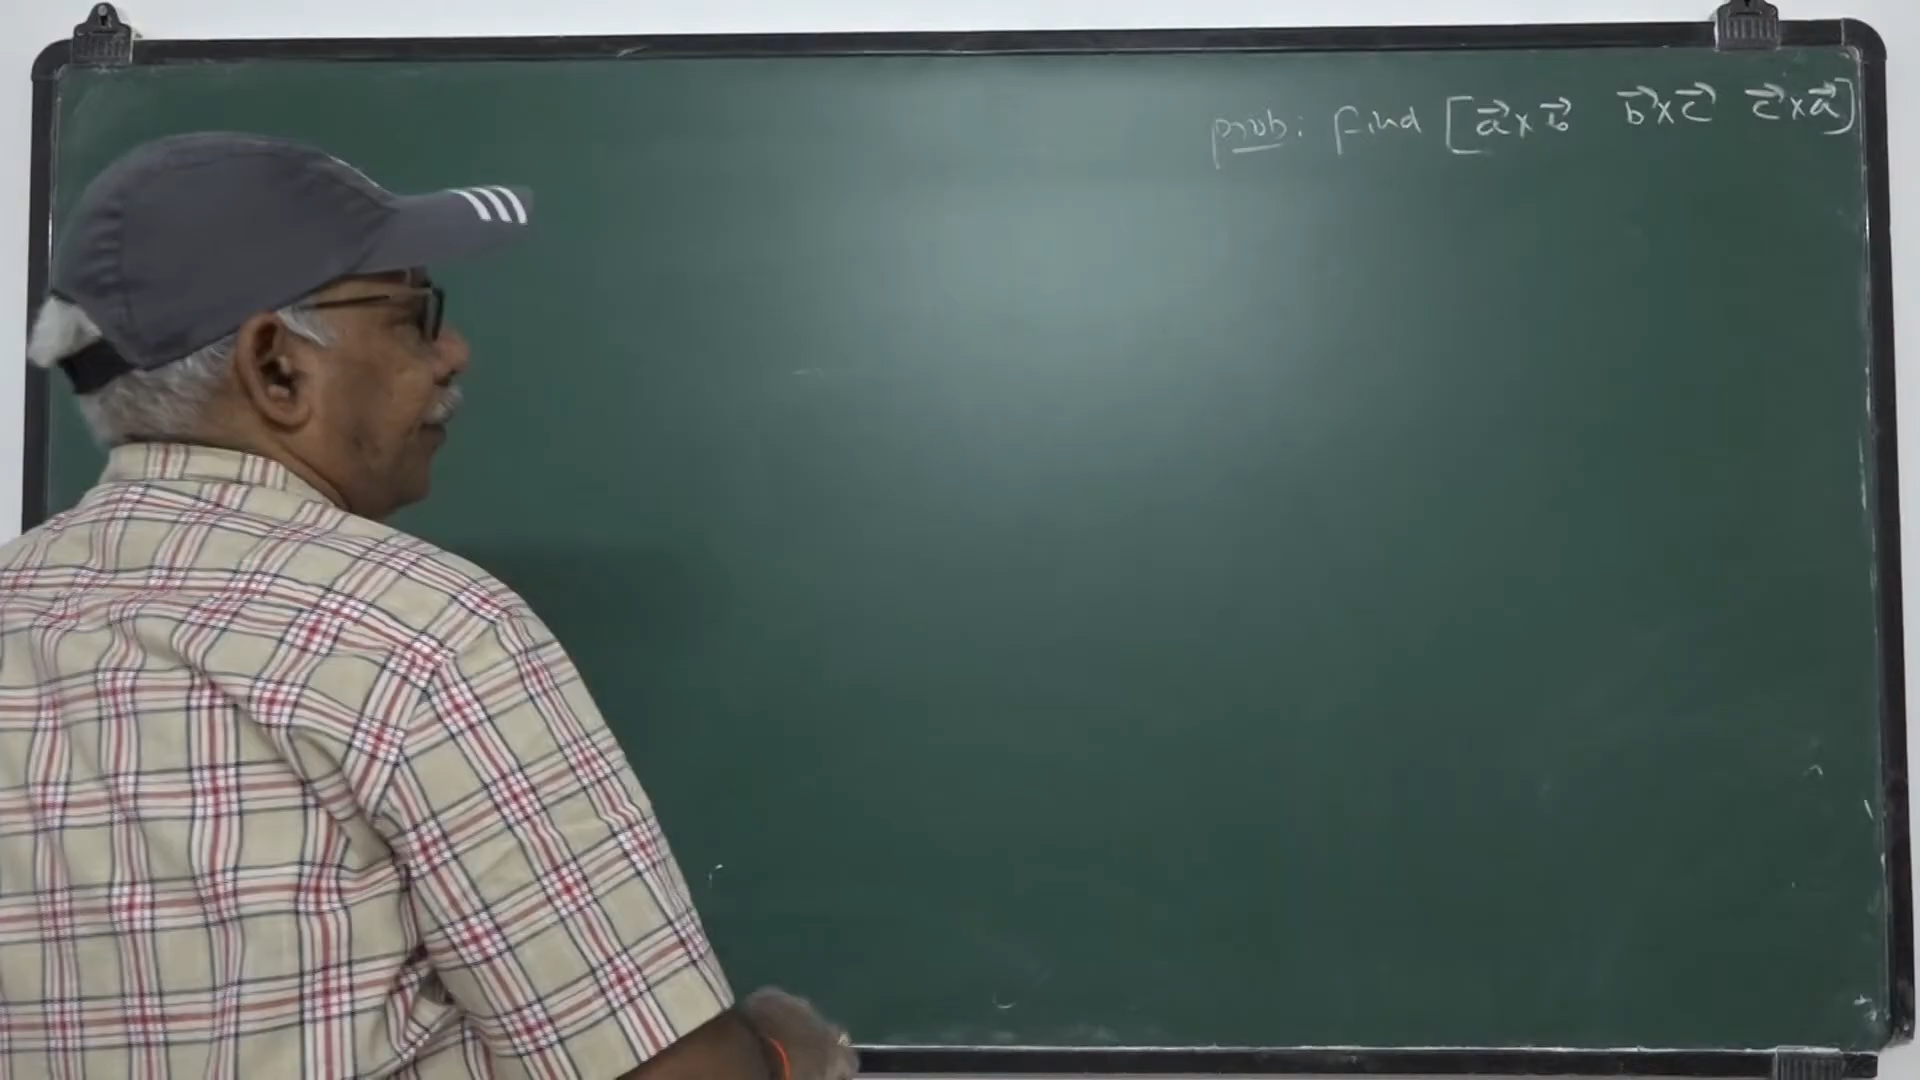 prob: Find [a⃗×b⃗ b⃗×c⃗ c⃗×a⃗]